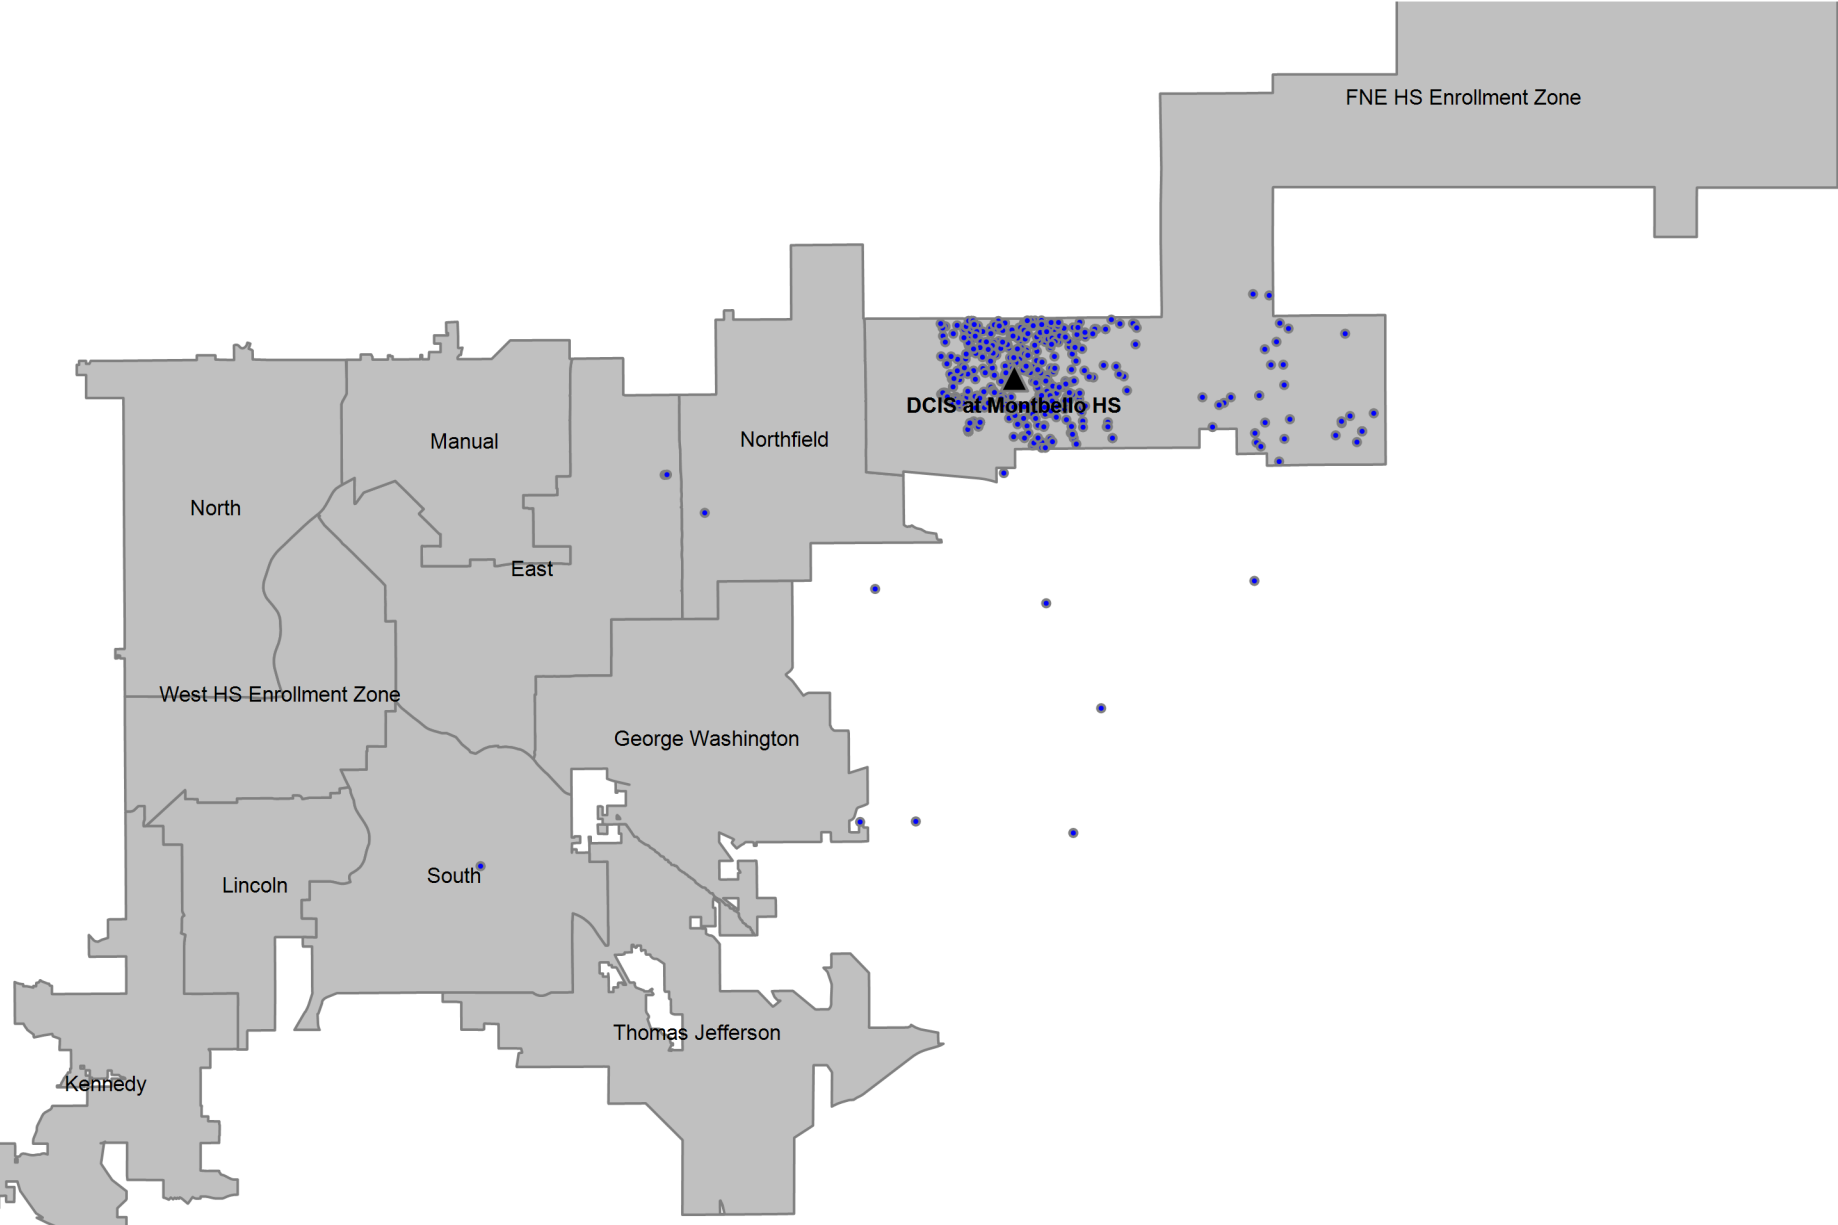 FNE HS Enrollment Zone
DCIS at Montbello HS
Manual
Northfield
North
East
West HS Enrollment Zone
George Washington
South
Lincoln
Thomas Jefferson
Kennedy